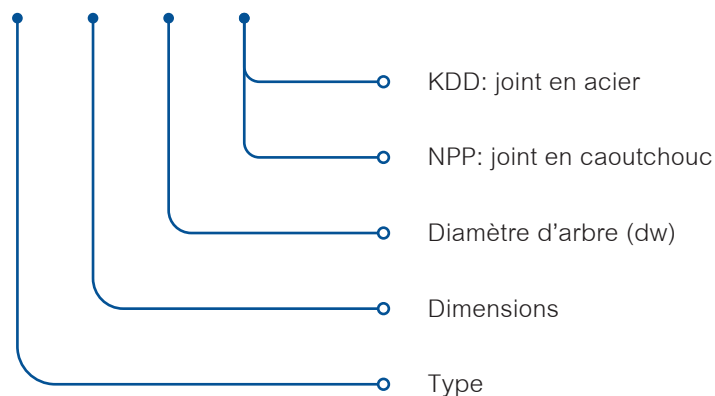 KDD: joint en acier
NPP: joint en caoutchouc
Diamètre d’arbre (dw)
Dimensions
Type